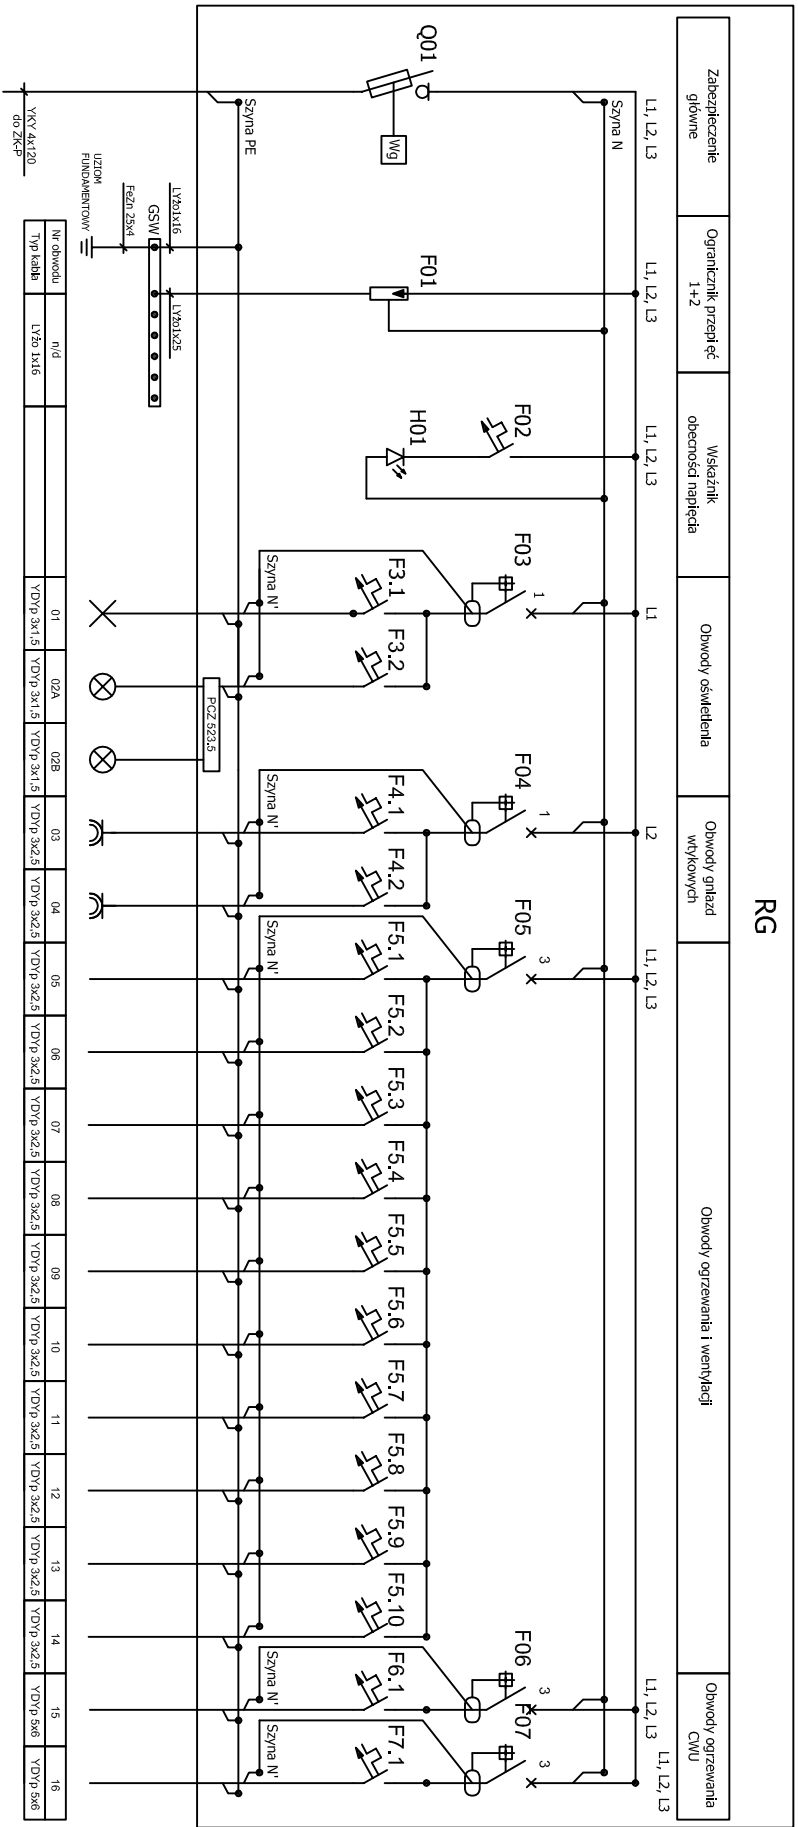 RG
Zabezpieczenie
główne
Ogranicznik przepięć
1+2
Wskaźnik
obecności napięcia
Obwody oświetlenia
Obwody gniazd
wtykowych
Obwody ogrzewania i wentylacji
Obwody ogrzewania
CWU
L1, L2, L3
L1, L2, L3
L1, L2, L3
L1
L2
L1, L2, L3
L1, L2, L3
L1, L2, L3
Szyna N
Q01
Wg
F01
F02
H01
F03
1
F04
1
F05
3
F06
3
F07
3
F3.1
F3.2
F4.1
F4.2
F5.1
F5.2
F5.3
F5.4
F5.5
F5.6
F5.7
F5.8
F5.9
F5.10
F6.1
F7.1
Szyna PE
Szyna N'
Szyna N'
Szyna N'
Szyna N'
Szyna N'
PCZ 523.5
LYżo1x16
LYżo1x25
GSW
FeZn 25x4
UZIOM
FUNDAMENTOWY
YKY 4x120
do ZK-P
Nr obwodu n/d 01 02A 02B 03 04 05 06 07 08 09 10 11 12 13 14 15 16
Typ kabla LYżo 1x16 YDYp 3x1,5 YDYp 3x1,5 YDYp 3x1,5 YDYp 3x2,5 YDYp 3x2,5 YDYp 3x2,5 YDYp 3x2,5 YDYp 3x2,5 YDYp 3x2,5 YDYp 3x2,5 YDYp 3x2,5 YDYp 3x2,5 YDYp 3x2,5 YDYp 3x2,5 YDYp 3x2,5 YDYp 5x6 YDYp 5x6